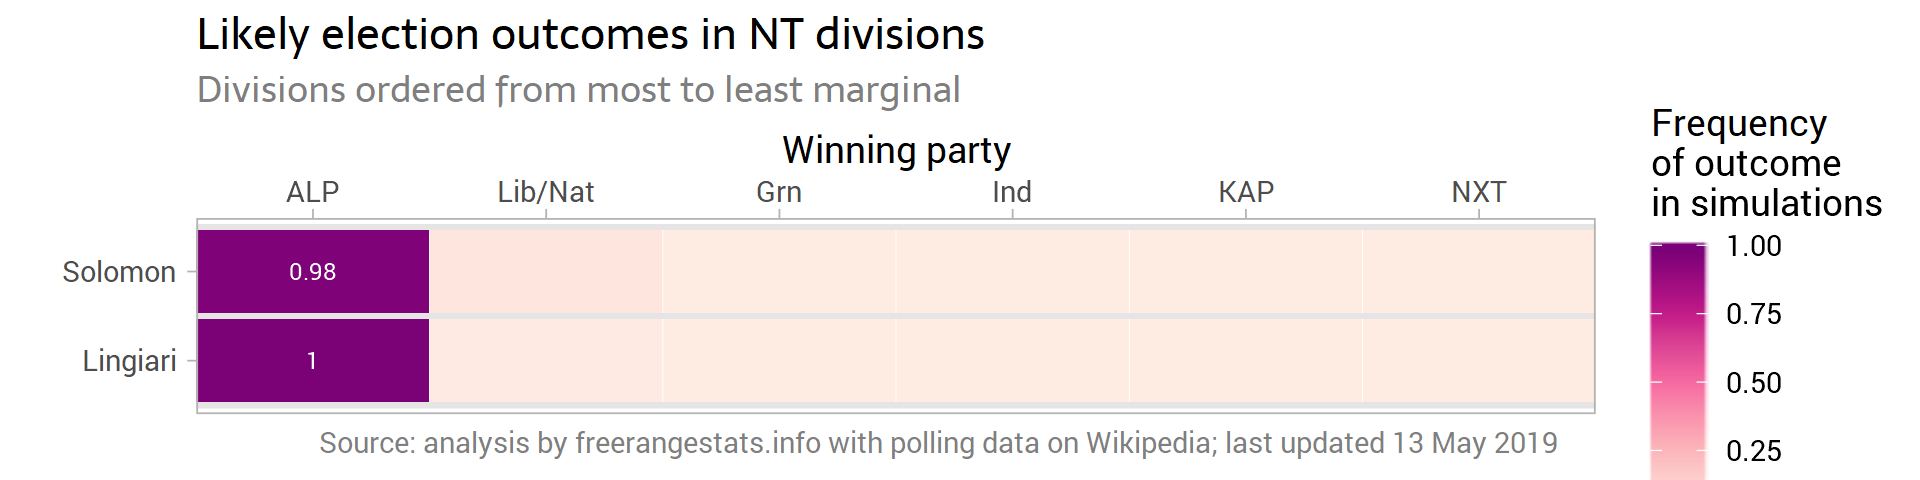 Likely election outcomes in NT divisions
Divisions ordered from most to least marginal
Winning party
ALP Lib/Nat Grn Ind KAP NXT
Solomon 0.98
Lingiari 1
Source: analysis by freerangestats.info with polling data on Wikipedia; last updated 13 May 2019
Frequency
of outcome
in simulations
1.00
0.75
0.50
0.25